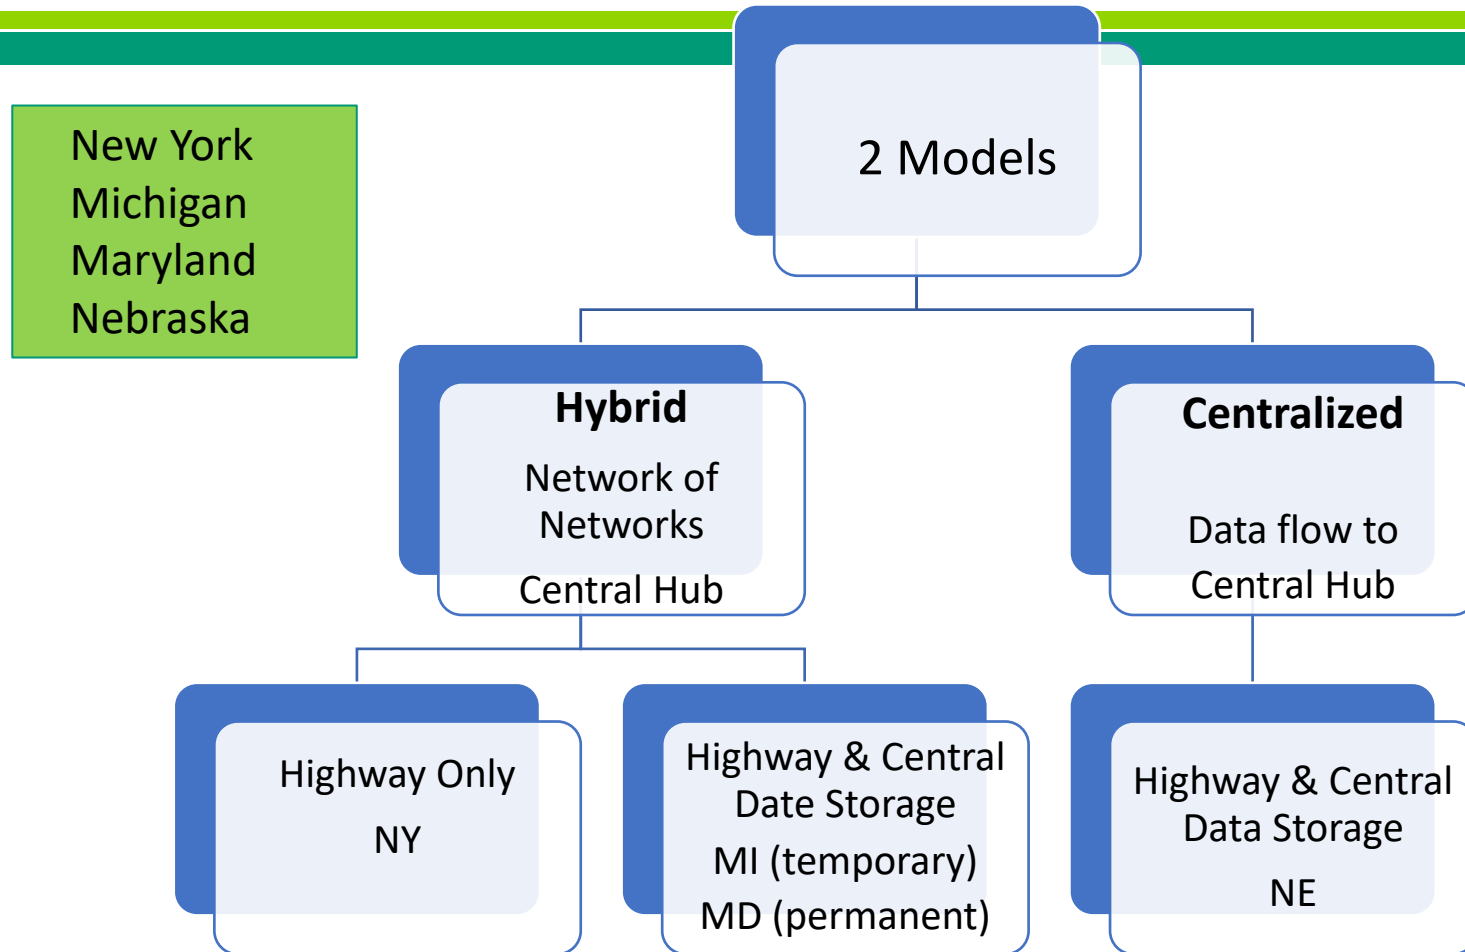 New York
Michigan
Maryland
Nebraska
2 Models
Hybrid
Network of
Networks
Central Hub
Centralized
Data flow to
Central Hub
Highway Only
NY
Highway & Central
Date Storage
MI (temporary)
MD (permanent)
Highway & Central
Data Storage
NE